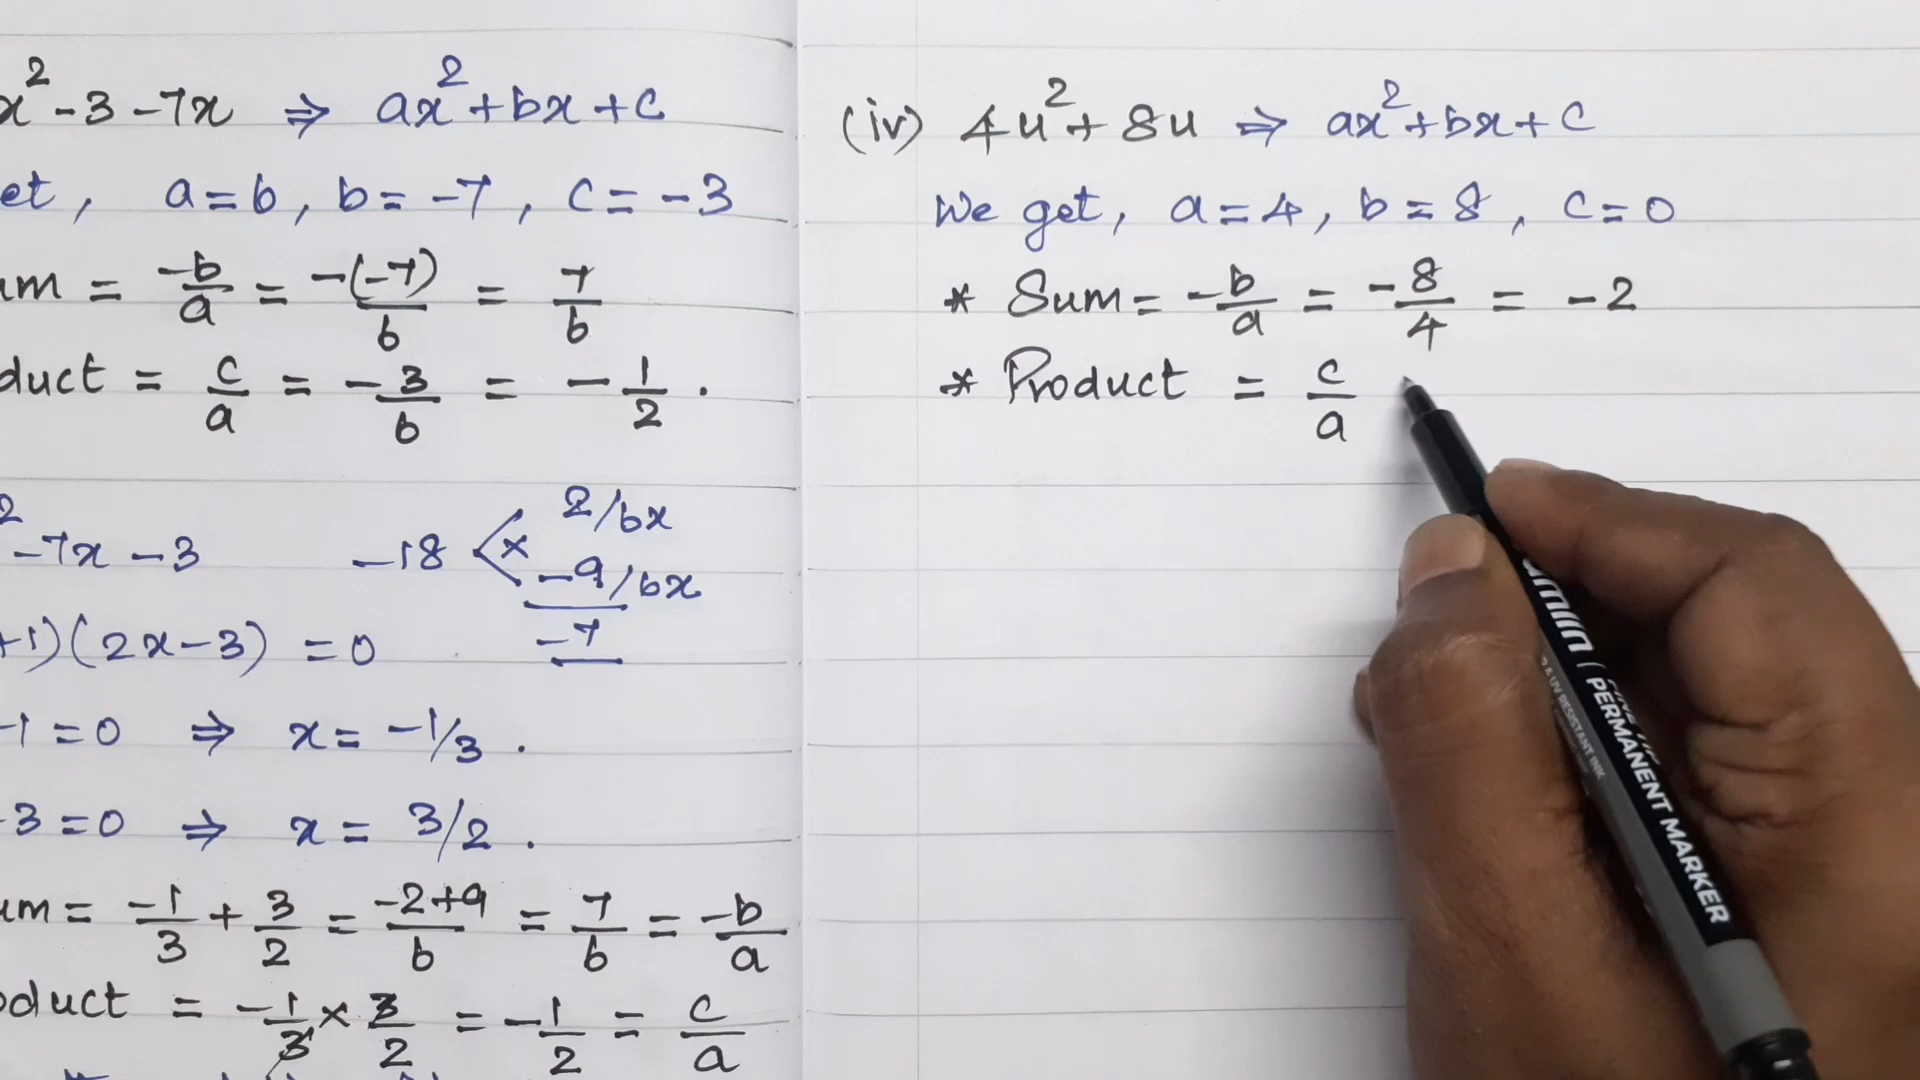 x² - 3 - 7x ⇒ ax² + bx + c
et, a = 6, b = -7, c = -3
um = -b/a = -(-7)/6 = 7/6
duct = c/a = -3/6 = -1/2.
2
-7x - 3 -18 < × 2/6x
-9/6x
-7
+1)(2x - 3) = 0
-1 = 0 ⇒ x = -1/3.
-3 = 0 ⇒ x = 3/2.
um = -1/3 + 3/2 = -2+9/6 = 7/6 = -b/a
oduct = -1/3 × 3/2 = -1/2 = c/a
(iv) 4u² + 8u ⇒ ax² + bx + c
We get, a = 4, b = 8, c = 0
* Sum = -b/a = -8/4 = -2
* Product = c/a
PERMANENT MARKER